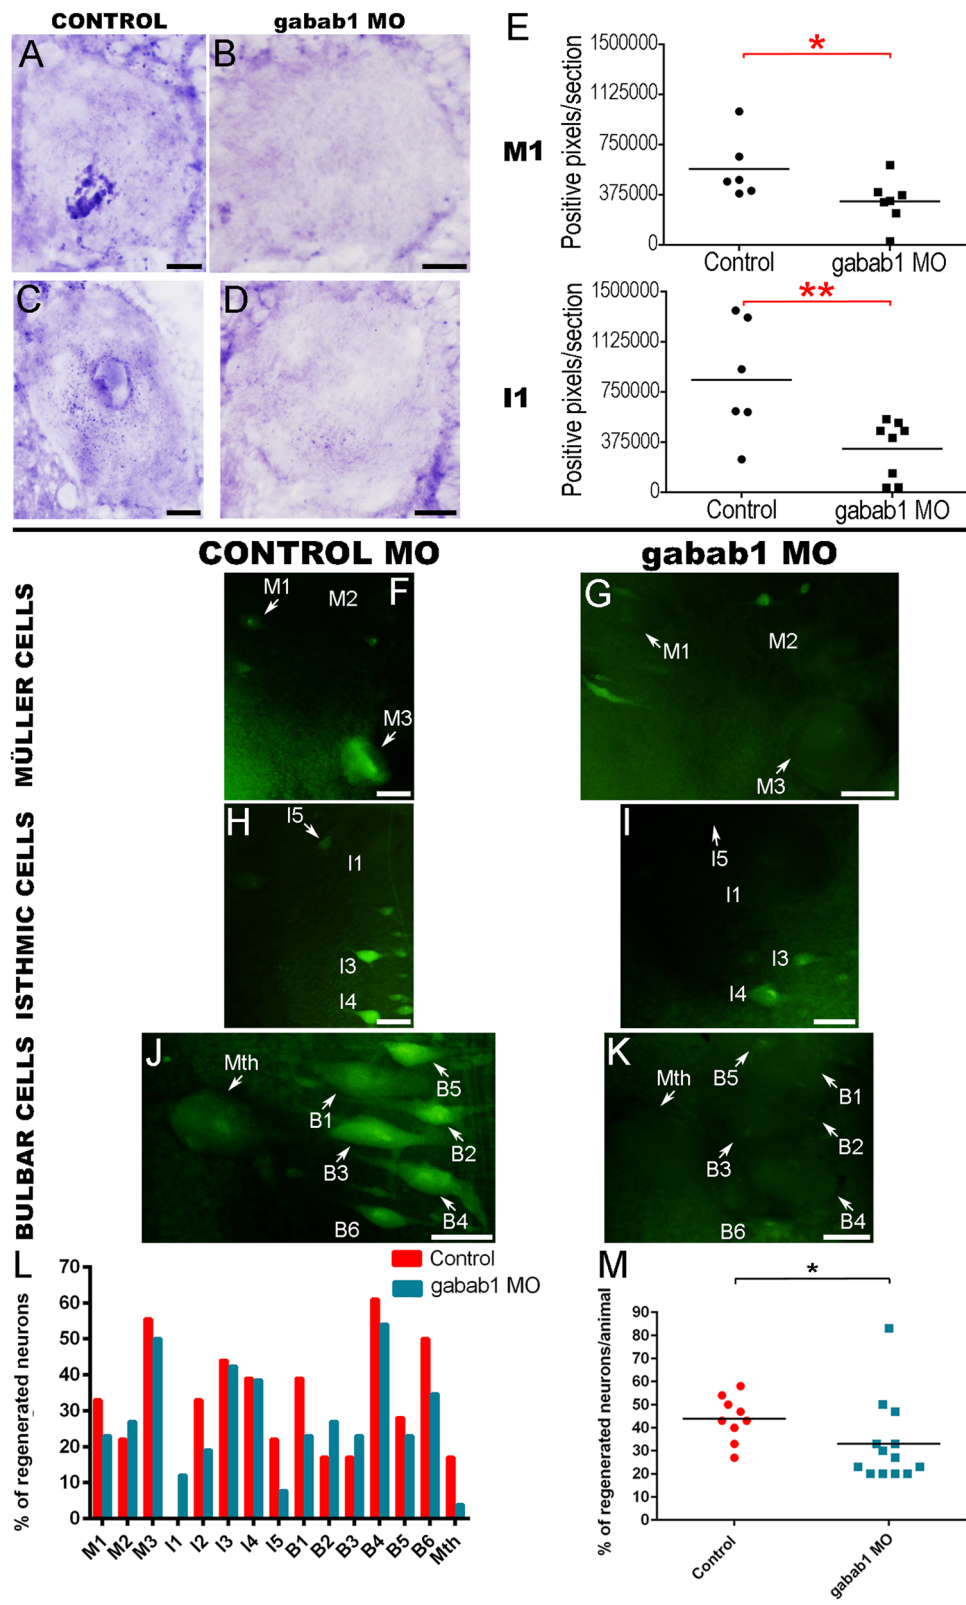 CONTROL
gabab1 MO
A
B
C
D
E
M1
Positive pixels/section
1500000
1125000
750000
375000
0
*
Control
gabab1 MO
I1
Positive pixels/section
1500000
1125000
750000
375000
0
**
Control
gabab1 MO
CONTROL MO
gabab1 MO
MÜLLER CELLS
F
M1
M2
M3
G
M1
M2
M3
ISTHMIC CELLS
H
I5
I1
I3
I4
I
I5
I1
I3
I4
BULBAR CELLS
J
Mth
B5
B1
B2
B3
B4
B6
K
Mth
B5
B1
B2
B3
B4
B6
L
% of regenerated neurons
70
60
50
40
30
20
10
0
Control
gabab1 MO
M1 M2 M3 I1 I2 I3 I4 I5 B1 B2 B3 B4 B5 B6 Mth
M
% of regenerated neurons/animal
90
80
70
60
50
40
30
20
10
0
*
Control
gabab1 MO